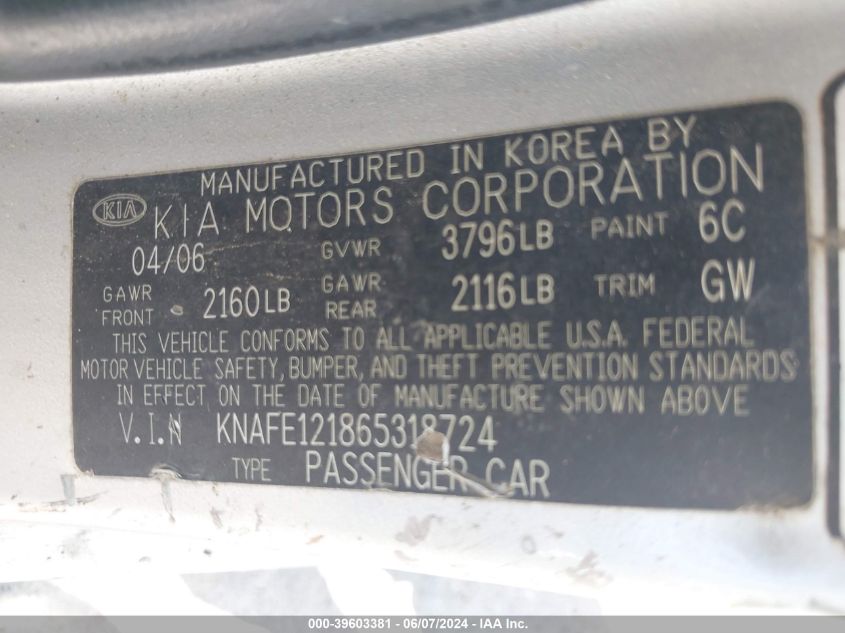 MANUFACTURED IN KOREA BY
KIA KIA MOTORS CORPORATION
04/06 GVWR 3796LB PAINT 6C
GAWR FRONT 2160LB GAWR REAR 2116LB TRIM GW
THIS VEHICLE CONFORMS TO ALL APPLICABLE U.S.A. FEDERAL
MOTOR VEHICLE SAFETY, BUMPER, AND THEFT PREVENTION STANDARDS
IN EFFECT ON THE DATE OF MANUFACTURE SHOWN ABOVE
V.I.N KNAFE121865318724
TYPE PASSENGER CAR
000-39603381 - 06/07/2024 - IAA Inc.